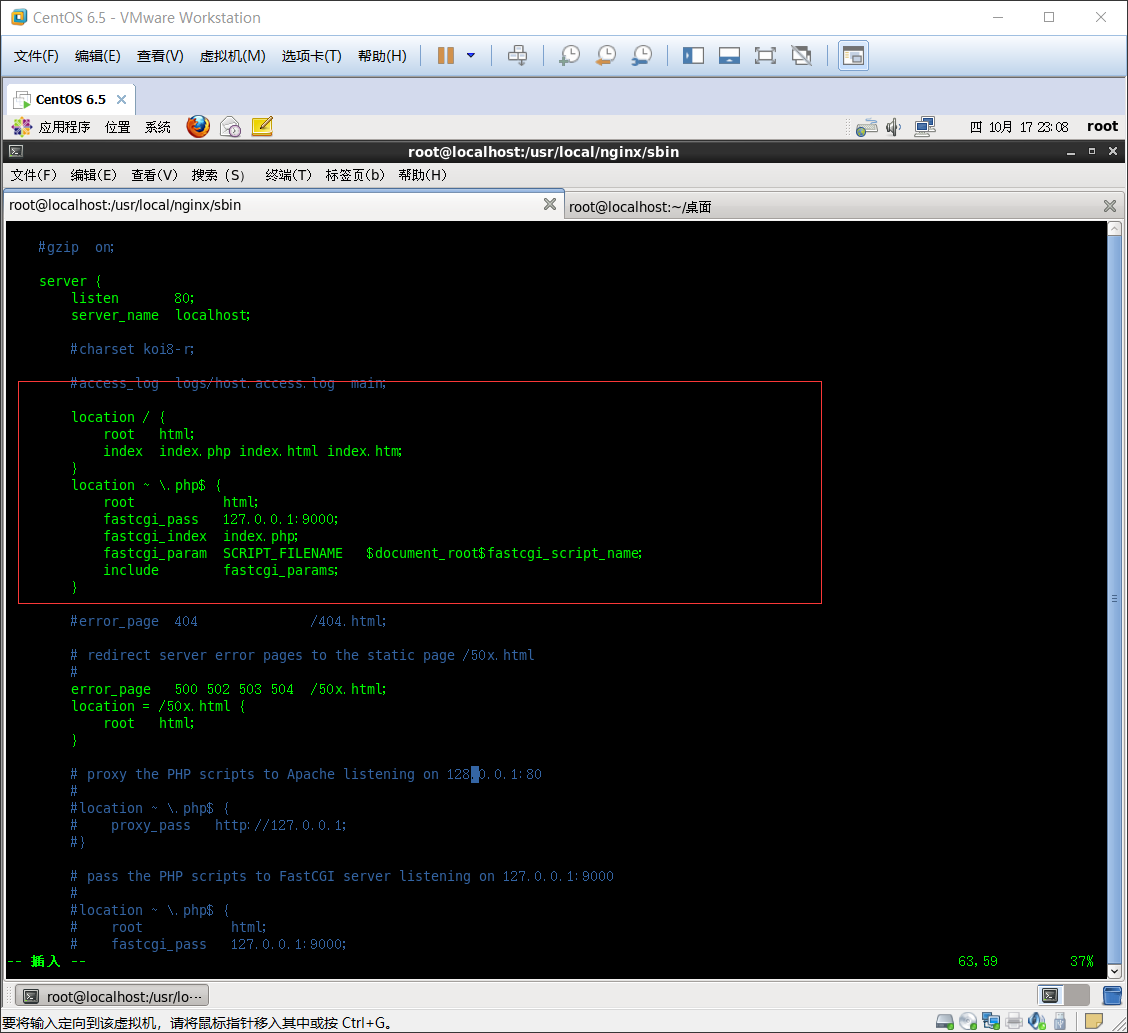 CentOS 6.5 - VMware Workstation
文件(F) 编辑(E) 查看(V) 虚拟机(M) 选项卡(T) 帮助(H)
CentOS 6.5
应用程序 位置 系统 四 10月 17 23:08 root
root@localhost:/usr/local/nginx/sbin
文件(F) 编辑(E) 查看(V) 搜索 (S) 终端(T) 标签页(b) 帮助(H)
root@localhost:/usr/local/nginx/sbin root@localhost:~/桌面
#gzip on;
server {
listen 80;
server_name localhost;
#charset koi8-r;
#access_log logs/host.access.log main;
location / {
root html;
index index.php index.html index.htm;
}
location ~ \.php$ {
root html;
fastcgi_pass 127.0.0.1:9000;
fastcgi_index index.php;
fastcgi_param SCRIPT_FILENAME $document_root$fastcgi_script_name;
include fastcgi_params;
}
#error_page 404 /404.html;
# redirect server error pages to the static page /50x.html
#
error_page 500 502 503 504 /50x.html;
location = /50x.html {
root html;
}
# proxy the PHP scripts to Apache listening on 128.0.0.1:80
#
#location ~ \.php$ {
# proxy_pass http://127.0.0.1;
#}
# pass the PHP scripts to FastCGI server listening on 127.0.0.1:9000
#
#location ~ \.php$ {
# root html;
# fastcgi_pass 127.0.0.1:9000;
-- 插入 -- 63,59 37%
root@localhost:/usr/lo···
要将输入定向到该虚拟机，请将鼠标指针移入其中或按 Ctrl+G。